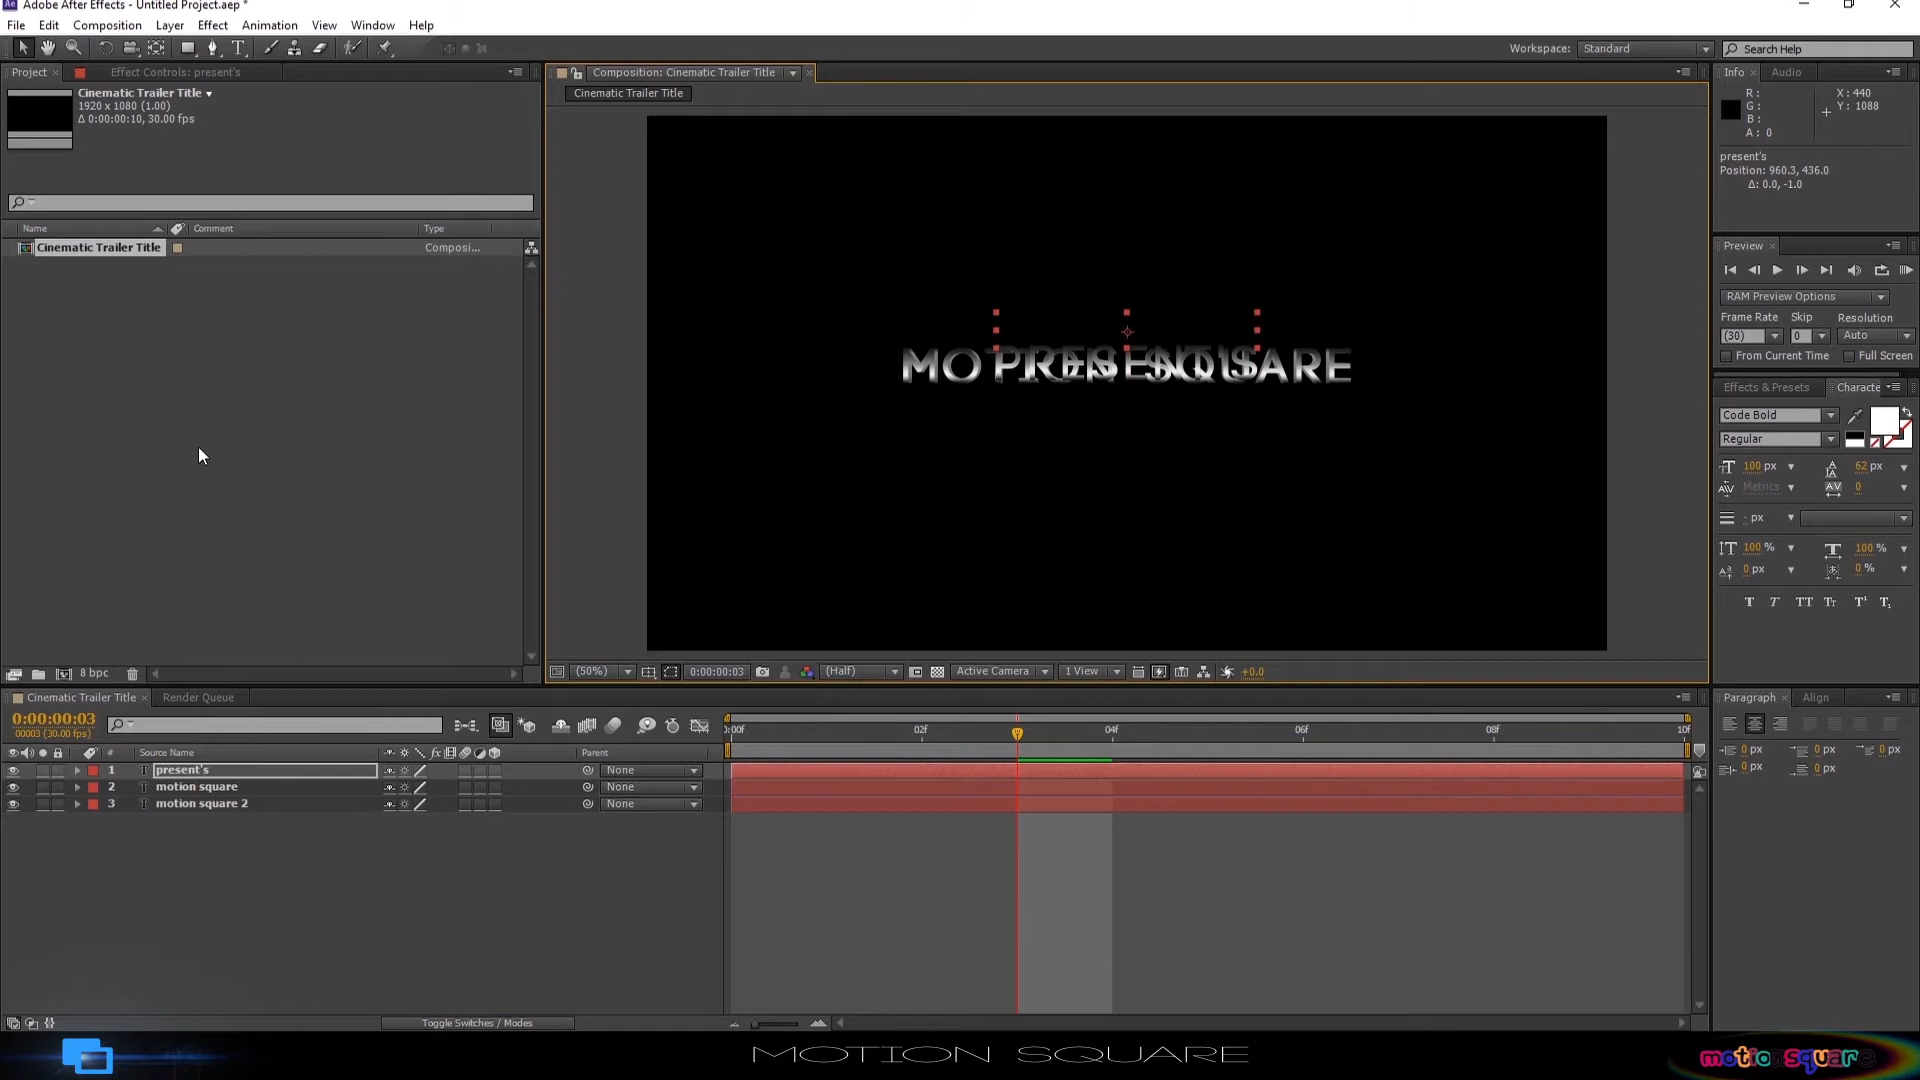 Adobe After Effects - Untitled Project.aep *
File Edit Composition Layer Effect Animation View Window Help
Workspace: Standard Search Help
Project Effect Controls: present's
Composition: Cinematic Trailer Title
Info Audio
Cinematic Trailer Title
1920 x 1080 (1.00)
Δ 0:00:00:10, 30.00 fps
Cinematic Trailer Title
R :
G :
B :
A : 0
X : 440
Y : 1088
present's
Position: 960.3, 436.0
Δ: 0.0, -1.0
Name Comment Type
Cinematic Trailer Title Composi...
Preview
RAM Preview Options
Frame Rate Skip Resolution
(30) 0 Auto
From Current Time Full Screen
MOTION SQUARE
PRESENT'S
Effects & Presets Characte
Code Bold
Regular
100 px 62 px
Metrics 0
- px
100 % 100 %
0 px 0 %
T T TT Tr T¹ T₁
8 bpc
(50%) 0:00:00:03 (Half) Active Camera 1 View +0.0
Cinematic Trailer Title Render Queue
Paragraph Align
0:00:00:03
00003 (30.00 fps)
0:00f 02f 04f 06f 08f 10f
# Source Name Parent
1 T present's None
2 T motion square None
3 T motion square 2 None
0 px 0 px 0 px
0 px 0 px
Toggle Switches / Modes
MOTION SQUARE
motionsquare